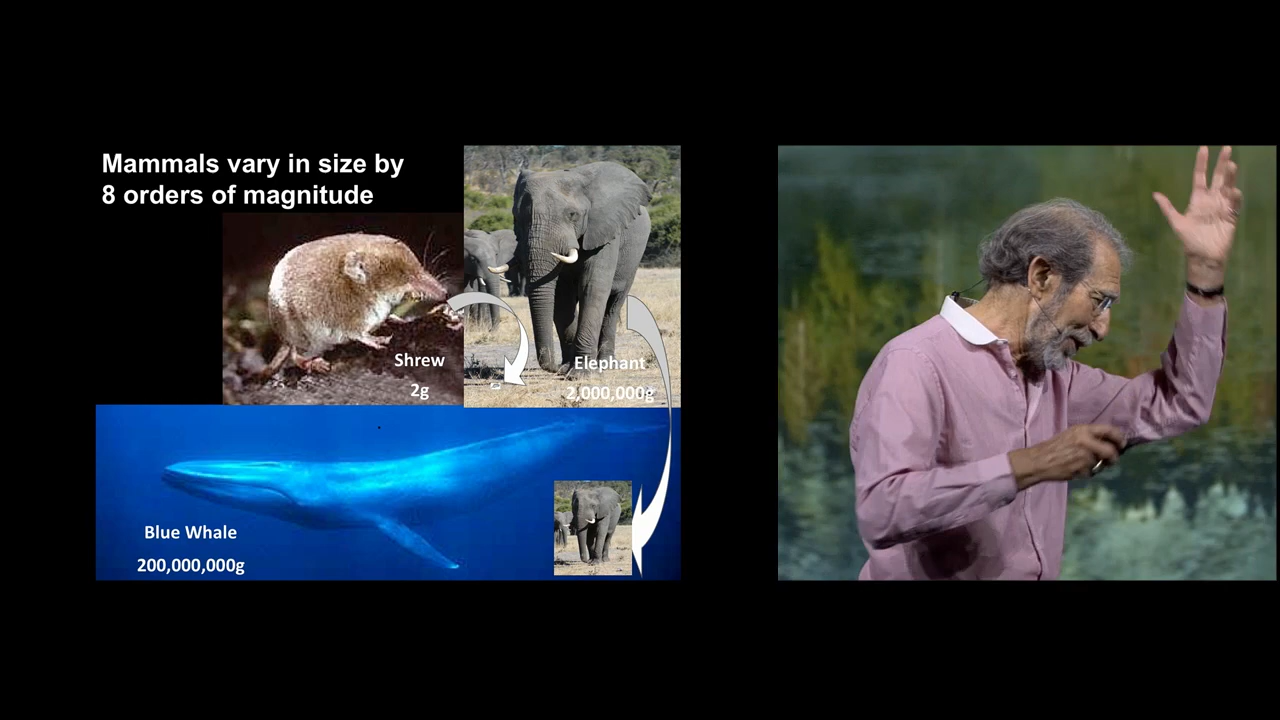 Mammals vary in size by
8 orders of magnitude
Shrew
2g
Elephant
2,000,000g
Blue Whale
200,000,000g